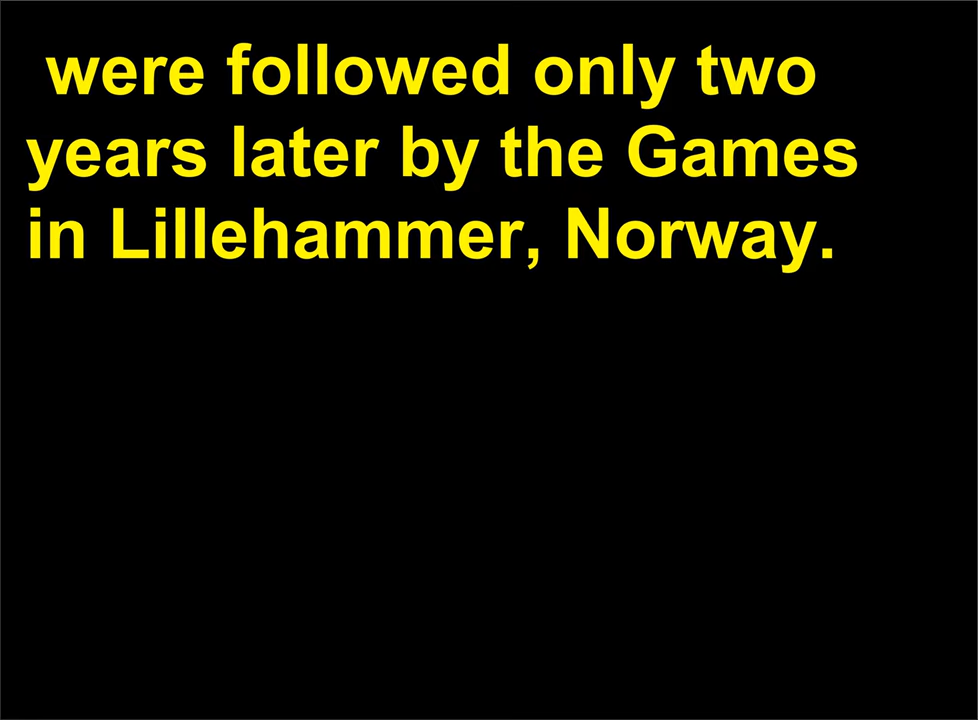 were followed only two
years later by the Games
in Lillehammer, Norway.